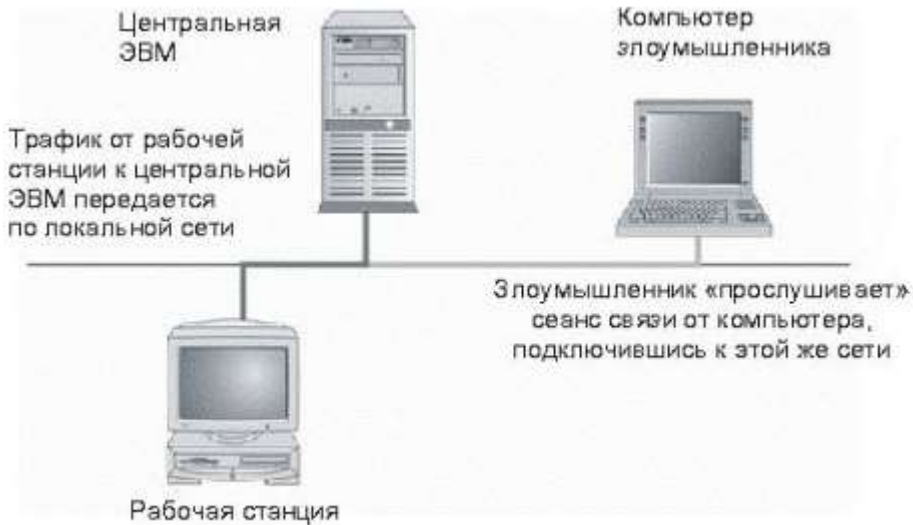 Центральная
ЭВМ
Компьютер
злоумышленника
Трафик от рабочей
станции к центральной
ЭВМ передается
по локальной сети
Злоумышленник «прослушивает»
сеанс связи от компьютера,
подключившись к этой же сети
Рабочая станция